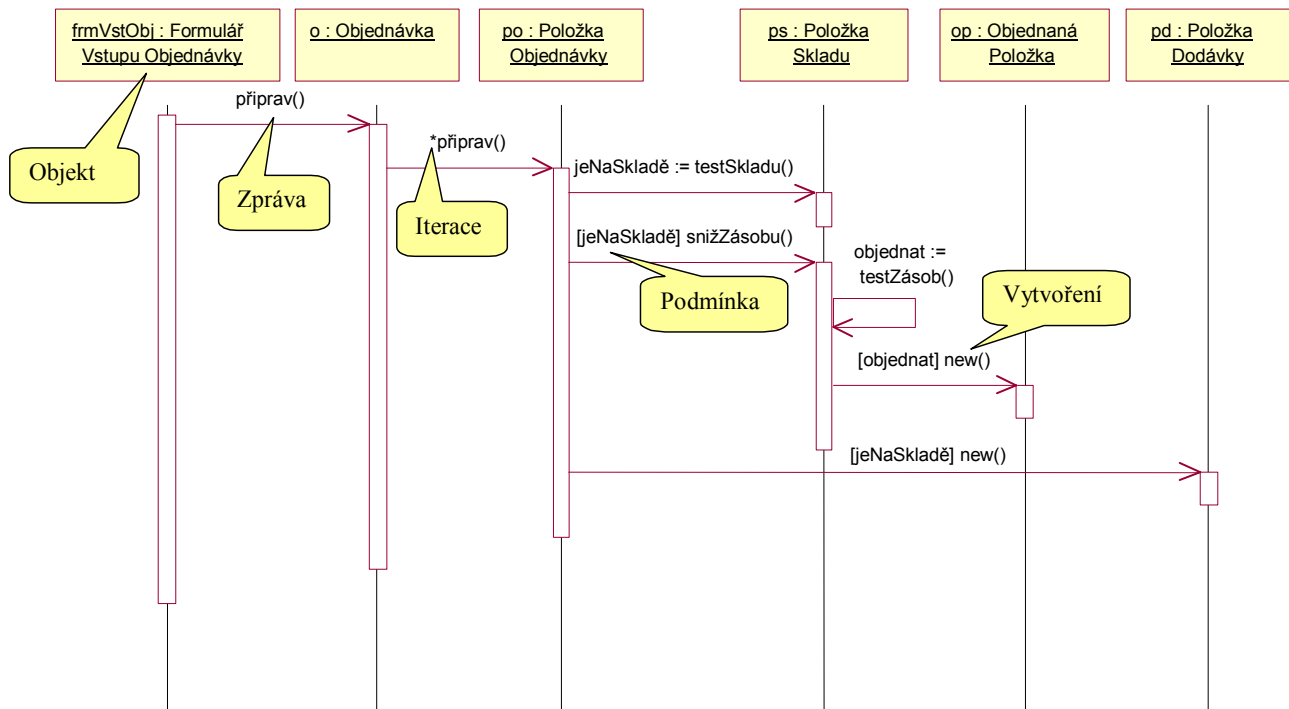 frmVstObj : Formulář
Vstupu Objednávky
o : Objednávka
po : Položka
Objednávky
ps : Položka
Skladu
op : Objednaná
Položka
pd : Položka
Dodávky
připrav()
Objekt
Zpráva
*připrav()
Iterace
jeNaSkladě := testSkladu()
[jeNaSkladě] snižZásobu()
Podmínka
objednat :=
testZásob()
Vytvoření
[objednat] new()
[jeNaSkladě] new()